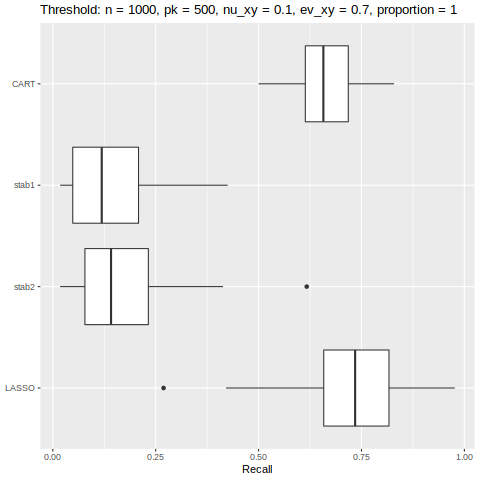 Threshold: n = 1000, pk = 500, nu_xy = 0.1, ev_xy = 0.7, proportion = 1
CART
stab1
stab2
LASSO
0.00 0.25 0.50 0.75 1.00
Recall